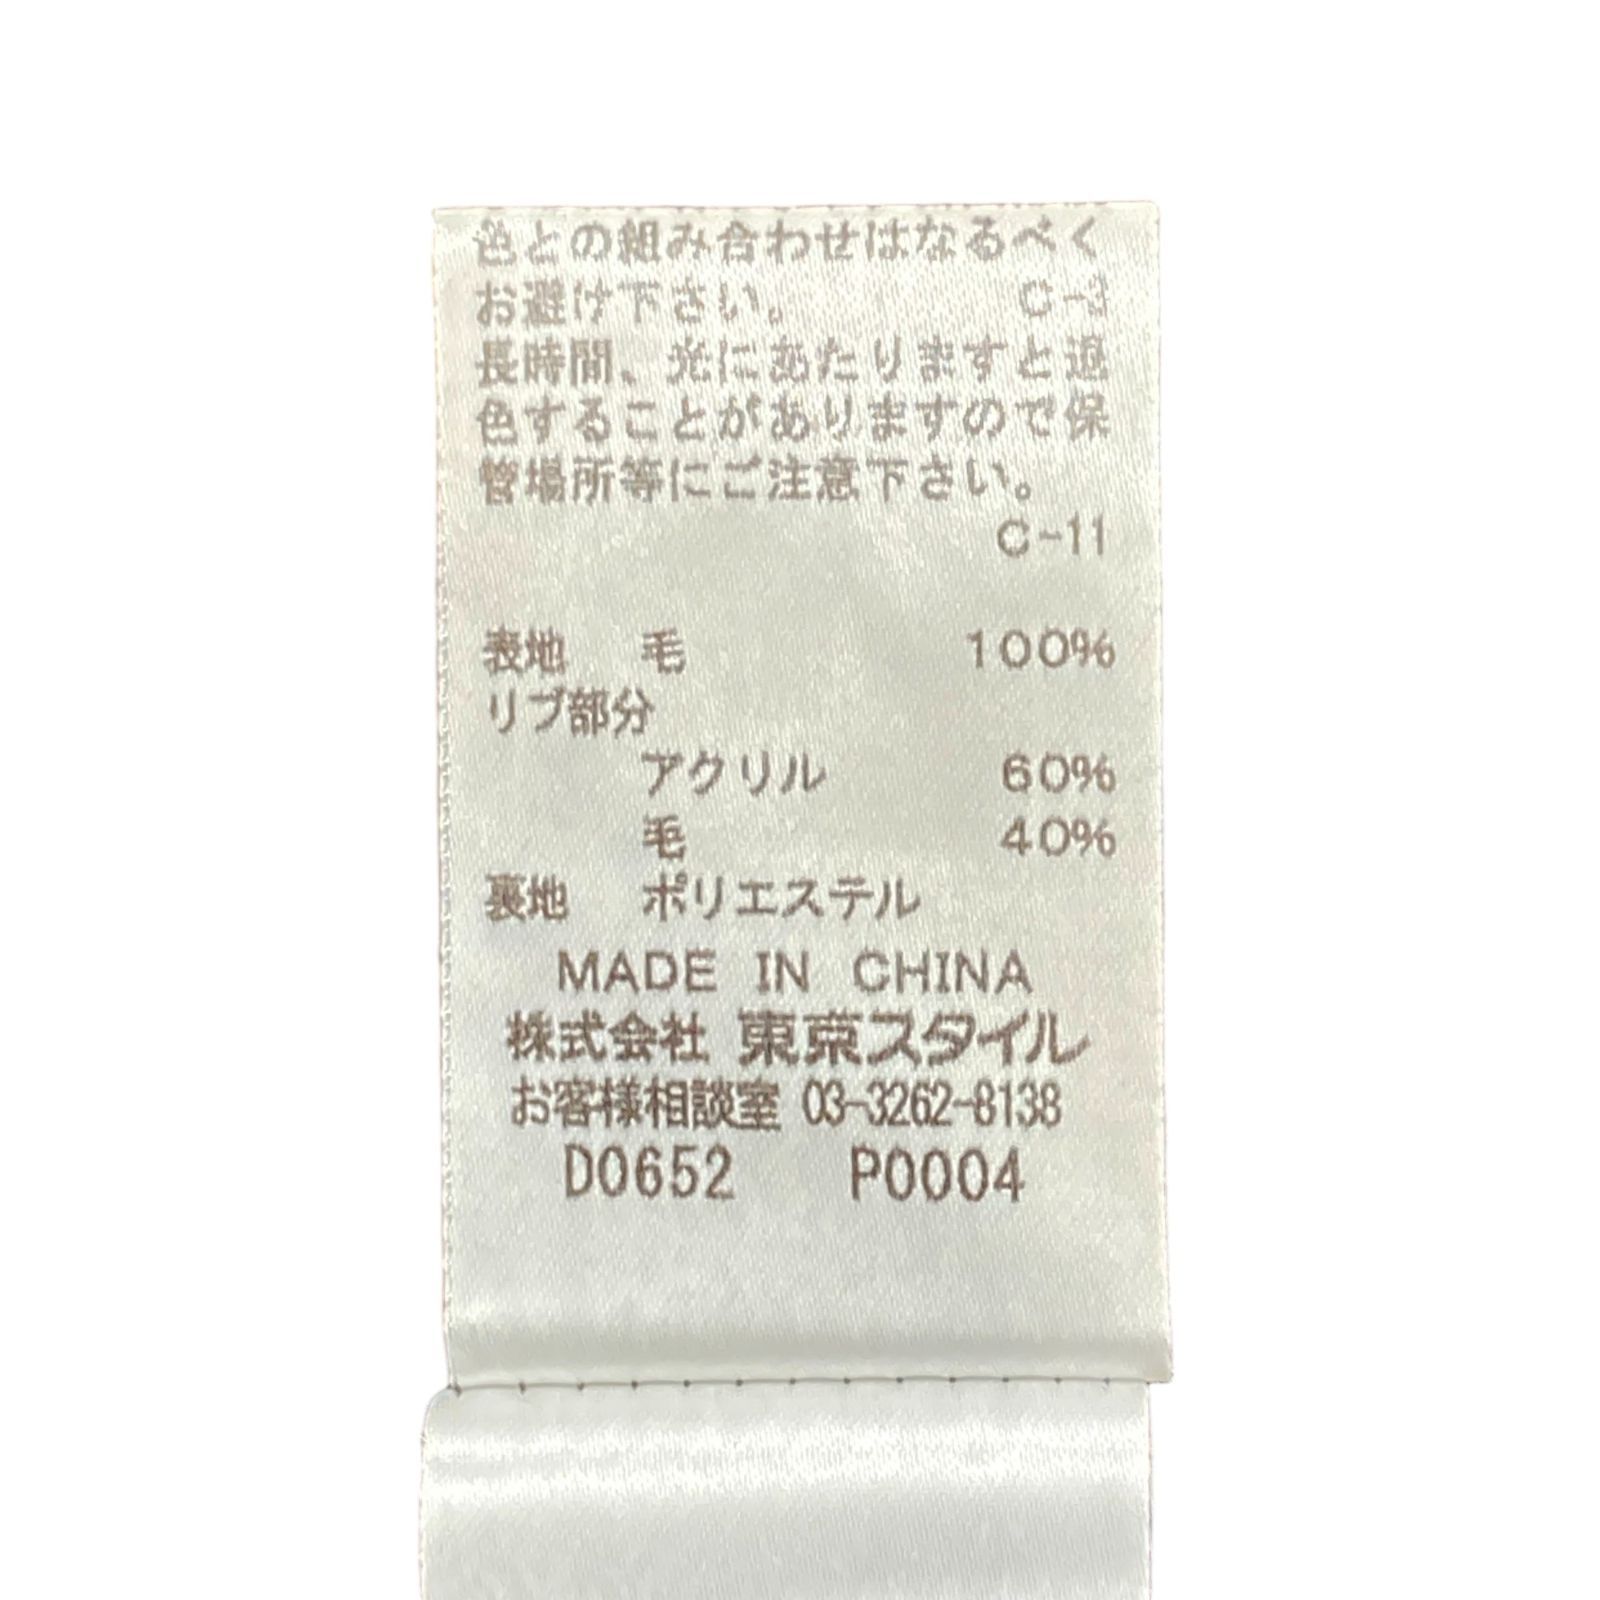 色との組み合わせはなるべく
お避け下さい。 C-3
長時間、光にあたりますと退
色することがありますので保
管場所等にご注意下さい。
C-11
表地 毛 100%
リブ部分
アクリル 60%
毛 40%
裏地 ポリエステル
MADE IN CHINA
株式会社 東京スタイル
お客様相談室 03-3262-8138
D0652 P0004